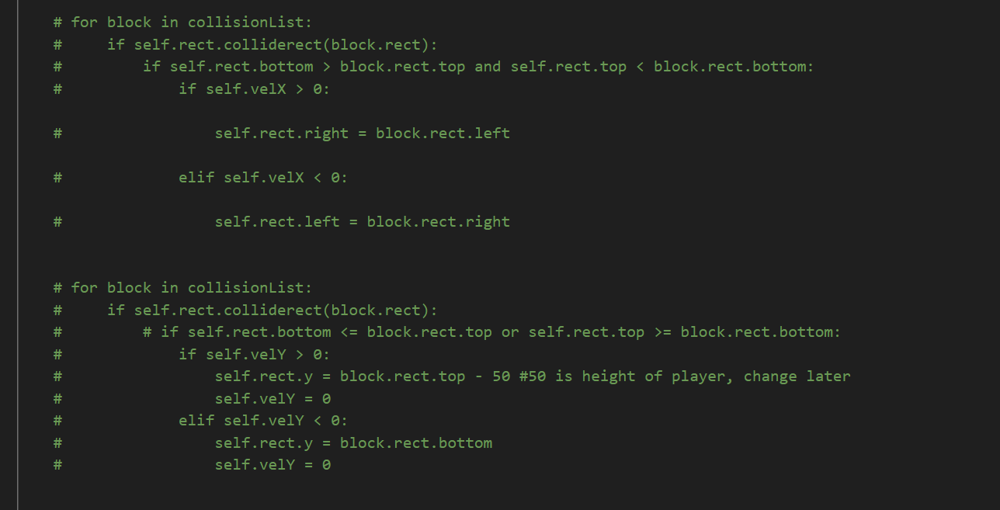 # for block in collisionList:
#     if self.rect.colliderect(block.rect):
#         if self.rect.bottom > block.rect.top and self.rect.top < block.rect.bottom:
#             if self.velX > 0:
#                 self.rect.right = block.rect.left
#             elif self.velX < 0:
#                 self.rect.left = block.rect.right
# for block in collisionList:
#     if self.rect.colliderect(block.rect):
#         # if self.rect.bottom <= block.rect.top or self.rect.top >= block.rect.bottom:
#             if self.velY > 0:
#                 self.rect.y = block.rect.top - 50 #50 is height of player, change later
#                 self.velY = 0
#             elif self.velY < 0:
#                 self.rect.y = block.rect.bottom
#                 self.velY = 0